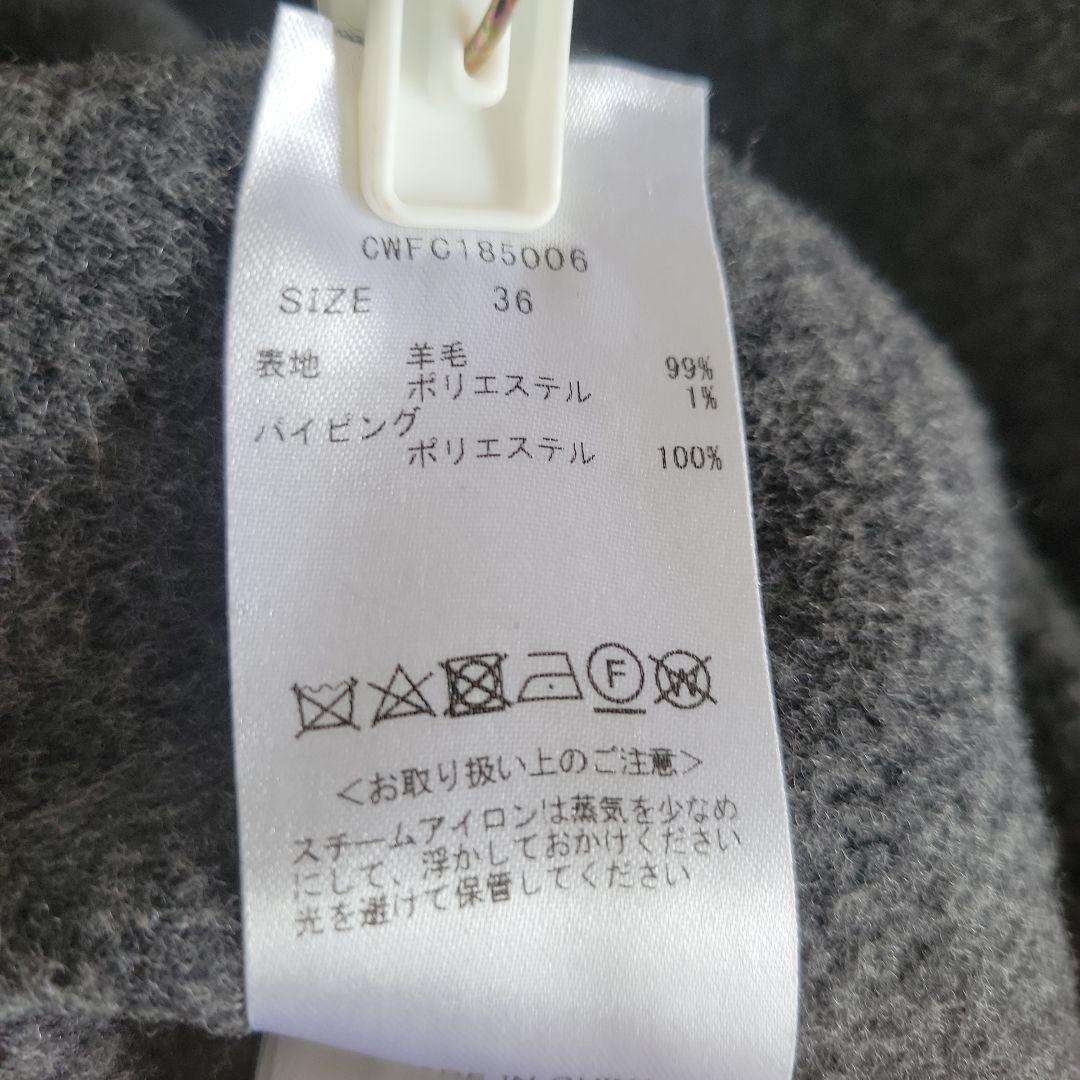 CWFC185006
SIZE 36
表地 羊毛 99%
ポリエステル 1%
パイピング
ポリエステル 100%
F
W
<お取り扱い上のご注意>
スチームアイロンは蒸気を少なめ
にして、浮かしておかけください
光を避けて保管してください